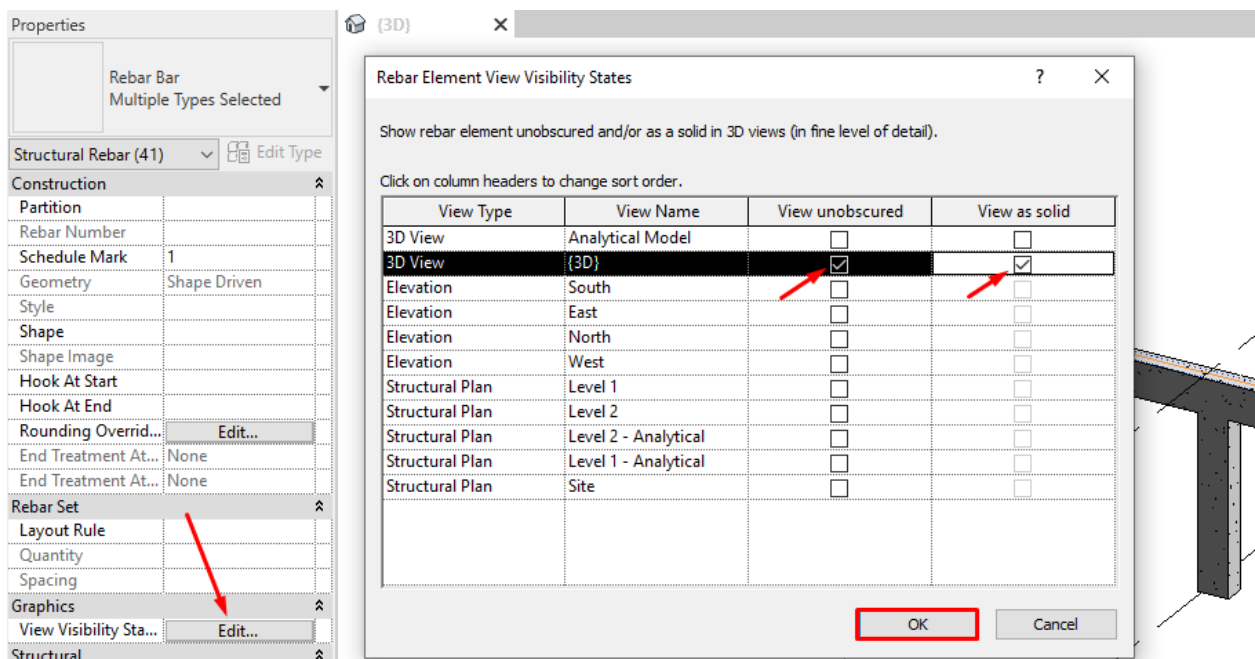 Properties
Rebar Bar
Multiple Types Selected
Structural Rebar (41)
Edit Type
Construction
Partition
Rebar Number
Schedule Mark 1
Geometry Shape Driven
Style
Shape
Shape Image
Hook At Start
Hook At End
Rounding Overrid... Edit...
End Treatment At... None
End Treatment At... None
Rebar Set
Layout Rule
Quantity
Spacing
Graphics
View Visibility Sta... Edit...
Structural
{3D}
Rebar Element View Visibility States
?
Show rebar element unobscured and/or as a solid in 3D views (in fine level of detail).
Click on column headers to change sort order.
View Type View Name View unobscured View as solid
3D View Analytical Model
3D View {3D}
Elevation South
Elevation East
Elevation North
Elevation West
Structural Plan Level 1
Structural Plan Level 2
Structural Plan Level 2 - Analytical
Structural Plan Level 1 - Analytical
Structural Plan Site
OK Cancel